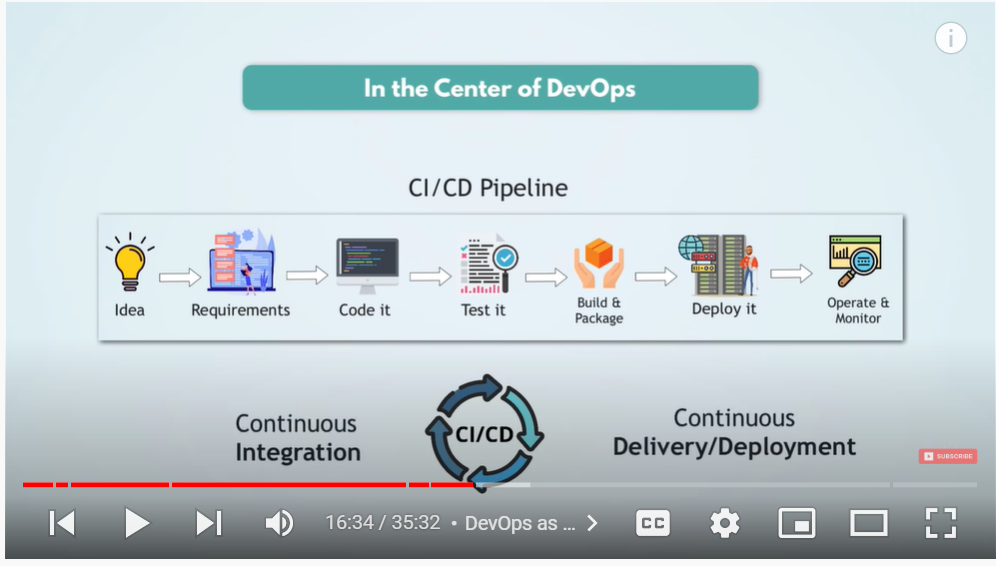 In the Center of DevOps
CI/CD Pipeline
Idea
Requirements
Code it
Test it
Build &
Package
Deploy it
Operate &
Monitor
Continuous
Integration
CI/CD
Continuous
Delivery/Deployment
SUBSCRIBE
16:34 / 35:32 • DevOps as ...
CC